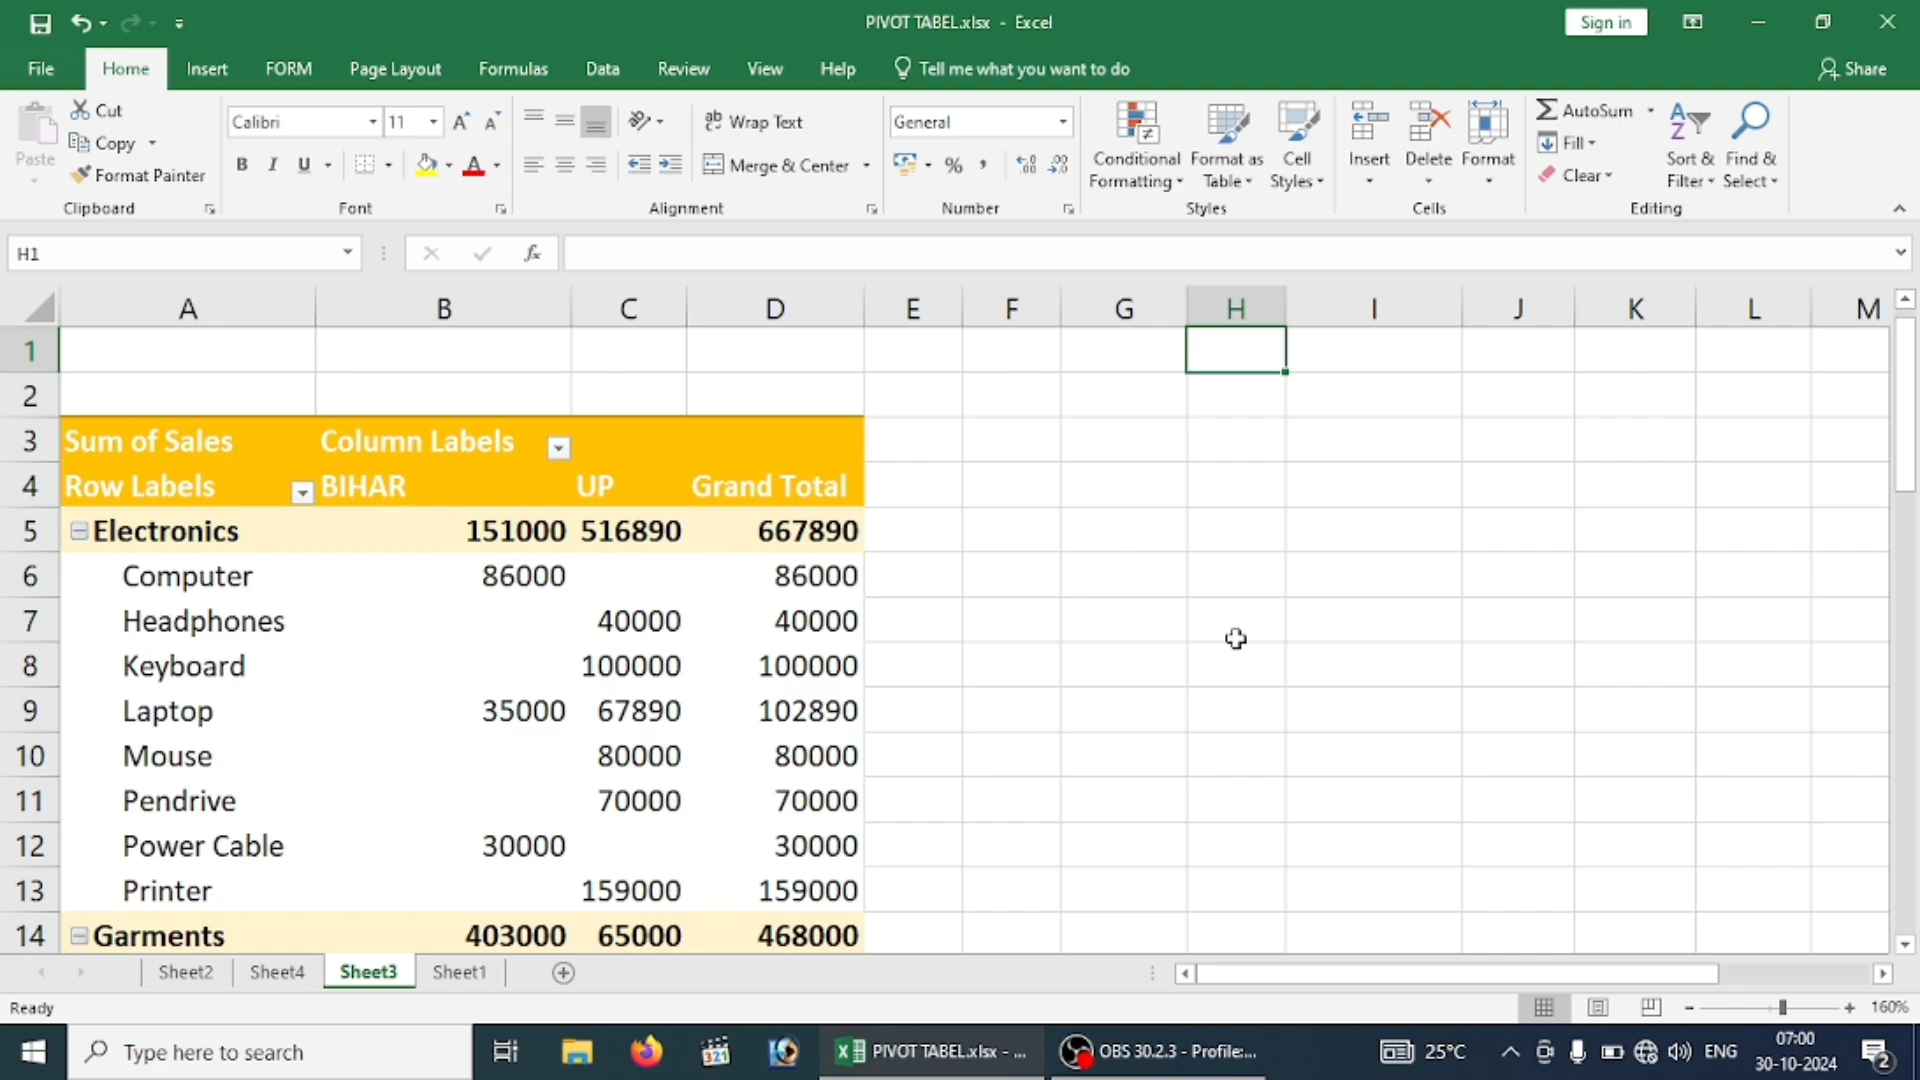 PIVOT TABEL.xlsx - Excel
Sign in
File Home Insert FORM Page Layout Formulas Data Review View Help Tell me what you want to do Share
Paste
Cut
Copy
Format Painter
Clipboard
Calibri 11
B I U
Font
Wrap Text
Merge & Center
Alignment
General
%
Number
Conditional Formatting
Format as Table
Cell Styles
Styles
Insert
Delete
Format
Cells
AutoSum
Fill
Clear
Sort & Filter
Find & Select
Editing
H1
fx
A B C D E F G H I J K L M
1
2
3 Sum of Sales Column Labels
4 Row Labels BIHAR UP Grand Total
5 Electronics 151000 516890 667890
6 Computer 86000 86000
7 Headphones 40000 40000
8 Keyboard 100000 100000
9 Laptop 35000 67890 102890
10 Mouse 80000 80000
11 Pendrive 70000 70000
12 Power Cable 30000 30000
13 Printer 159000 159000
14 Garments 403000 65000 468000
Sheet2 Sheet4 Sheet3 Sheet1
Ready
160%
Type here to search
321
PIVOT TABEL.xlsx - ...
OBS 30.2.3 - Profile:...
25°C
ENG
07:00
30-10-2024
2